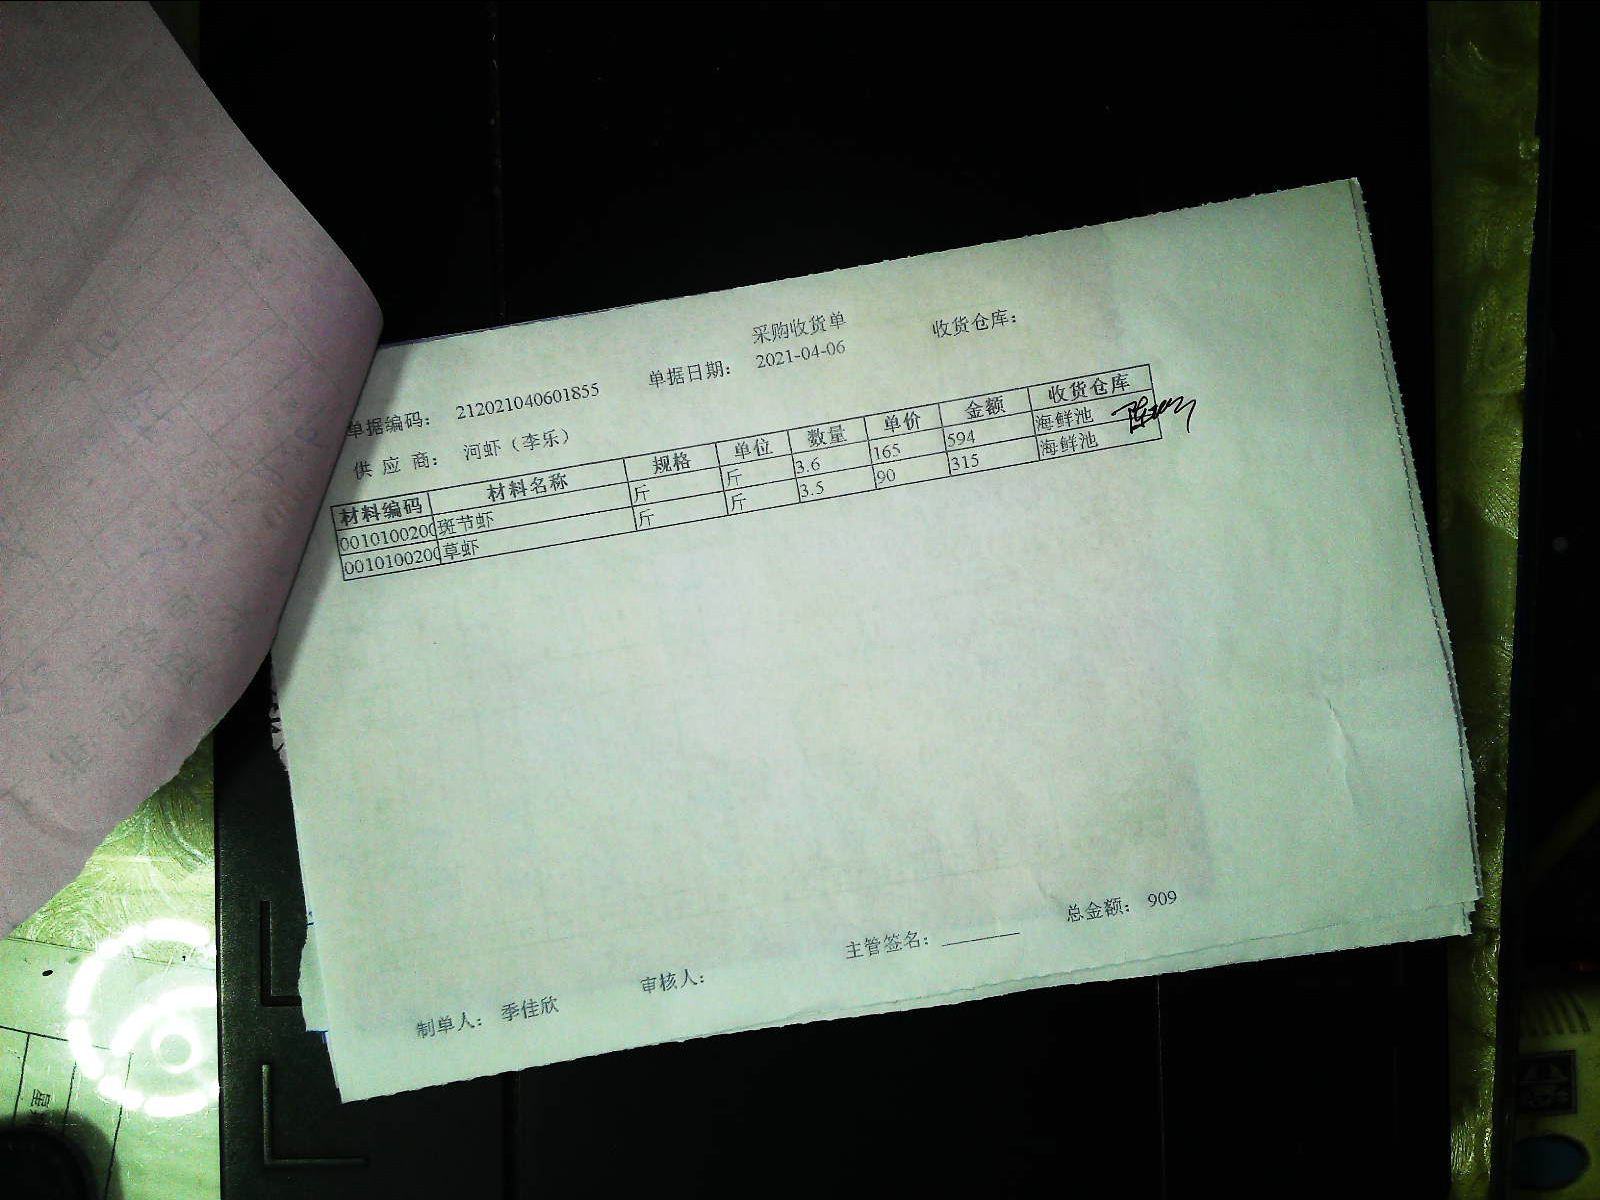 采购收货单
单据编码： 212021040601855 单据日期： 2021-04-06 收货仓库：
供 应 商： 河虾（李乐）
材料编码 材料名称 规格 单位 数量 单价 金额 收货仓库
0010100200 斑节虾 斤 斤 3.6 165 594 海鲜池
0010100200 草虾 斤 斤 3.5 90 315 海鲜池
总金额： 909
制单人： 季佳欣 审核人： 主管签名：